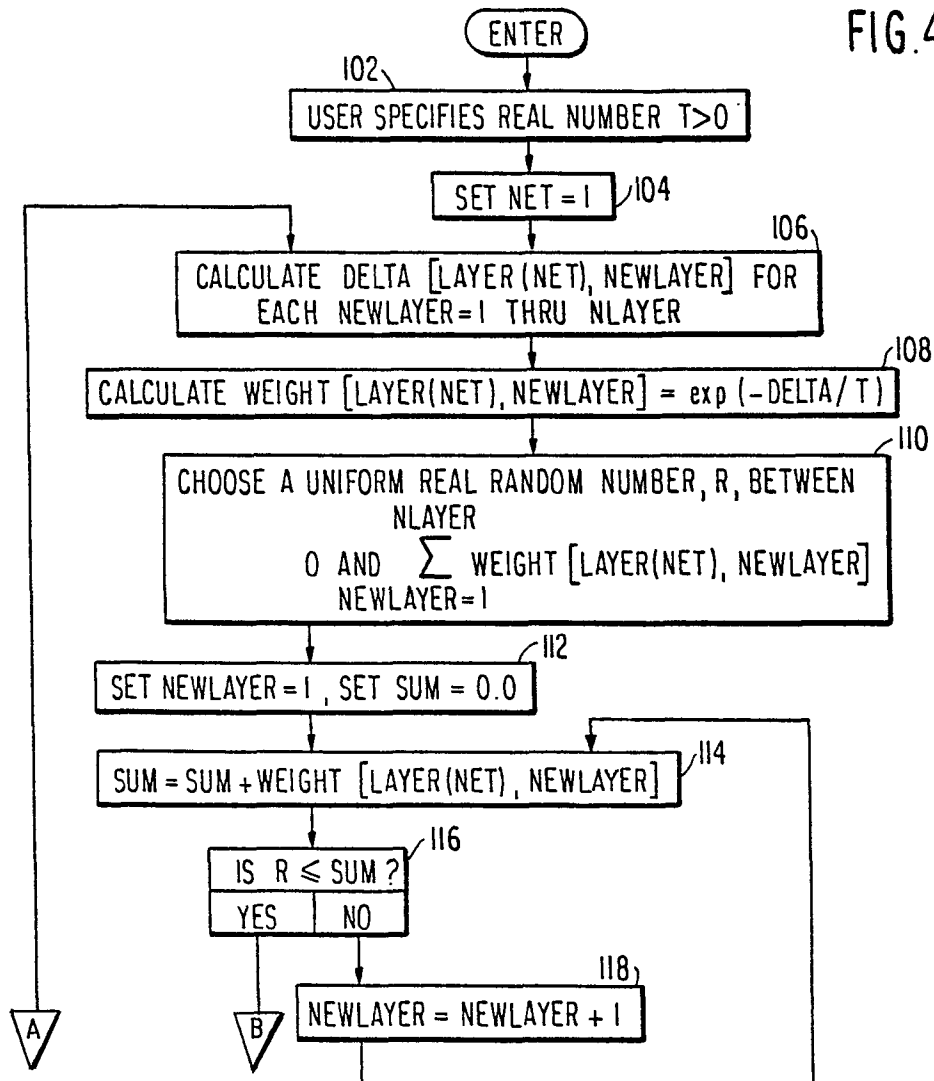 ENTER
FIG.4
102
USER SPECIFIES REAL NUMBER T>0
SET NET = 1
104
106
CALCULATE DELTA [LAYER(NET), NEWLAYER] FOR
EACH NEWLAYER=1 THRU NLAYER
108
CALCULATE WEIGHT [LAYER(NET), NEWLAYER] = exp (-DELTA/T)
110
CHOOSE A UNIFORM REAL RANDOM NUMBER, R, BETWEEN
NLAYER
0 AND Σ WEIGHT [LAYER(NET), NEWLAYER]
NEWLAYER=1
112
SET NEWLAYER=1, SET SUM = 0.0
114
SUM = SUM + WEIGHT [LAYER(NET), NEWLAYER]
116
IS R ≤ SUM?
YES NO
118
NEWLAYER = NEWLAYER + 1
A
B